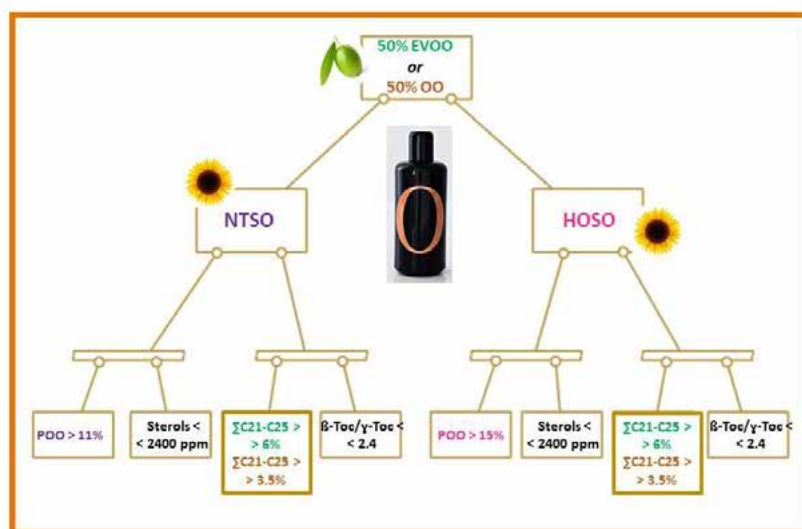 50% EVOO
or
50% OO
O
NTSO
HOSO
POO > 11%
Sterols <
< 2400 ppm
∑C21-C25 >
> 6%
∑C21-C25 >
> 3.5%
ß-Toc/γ-Toc <
< 2.4
POO > 15%
Sterols <
< 2400 ppm
∑C21-C25 >
> 6%
∑C21-C25 >
> 3.5%
ß-Toc/γ-Toc <
< 2.4